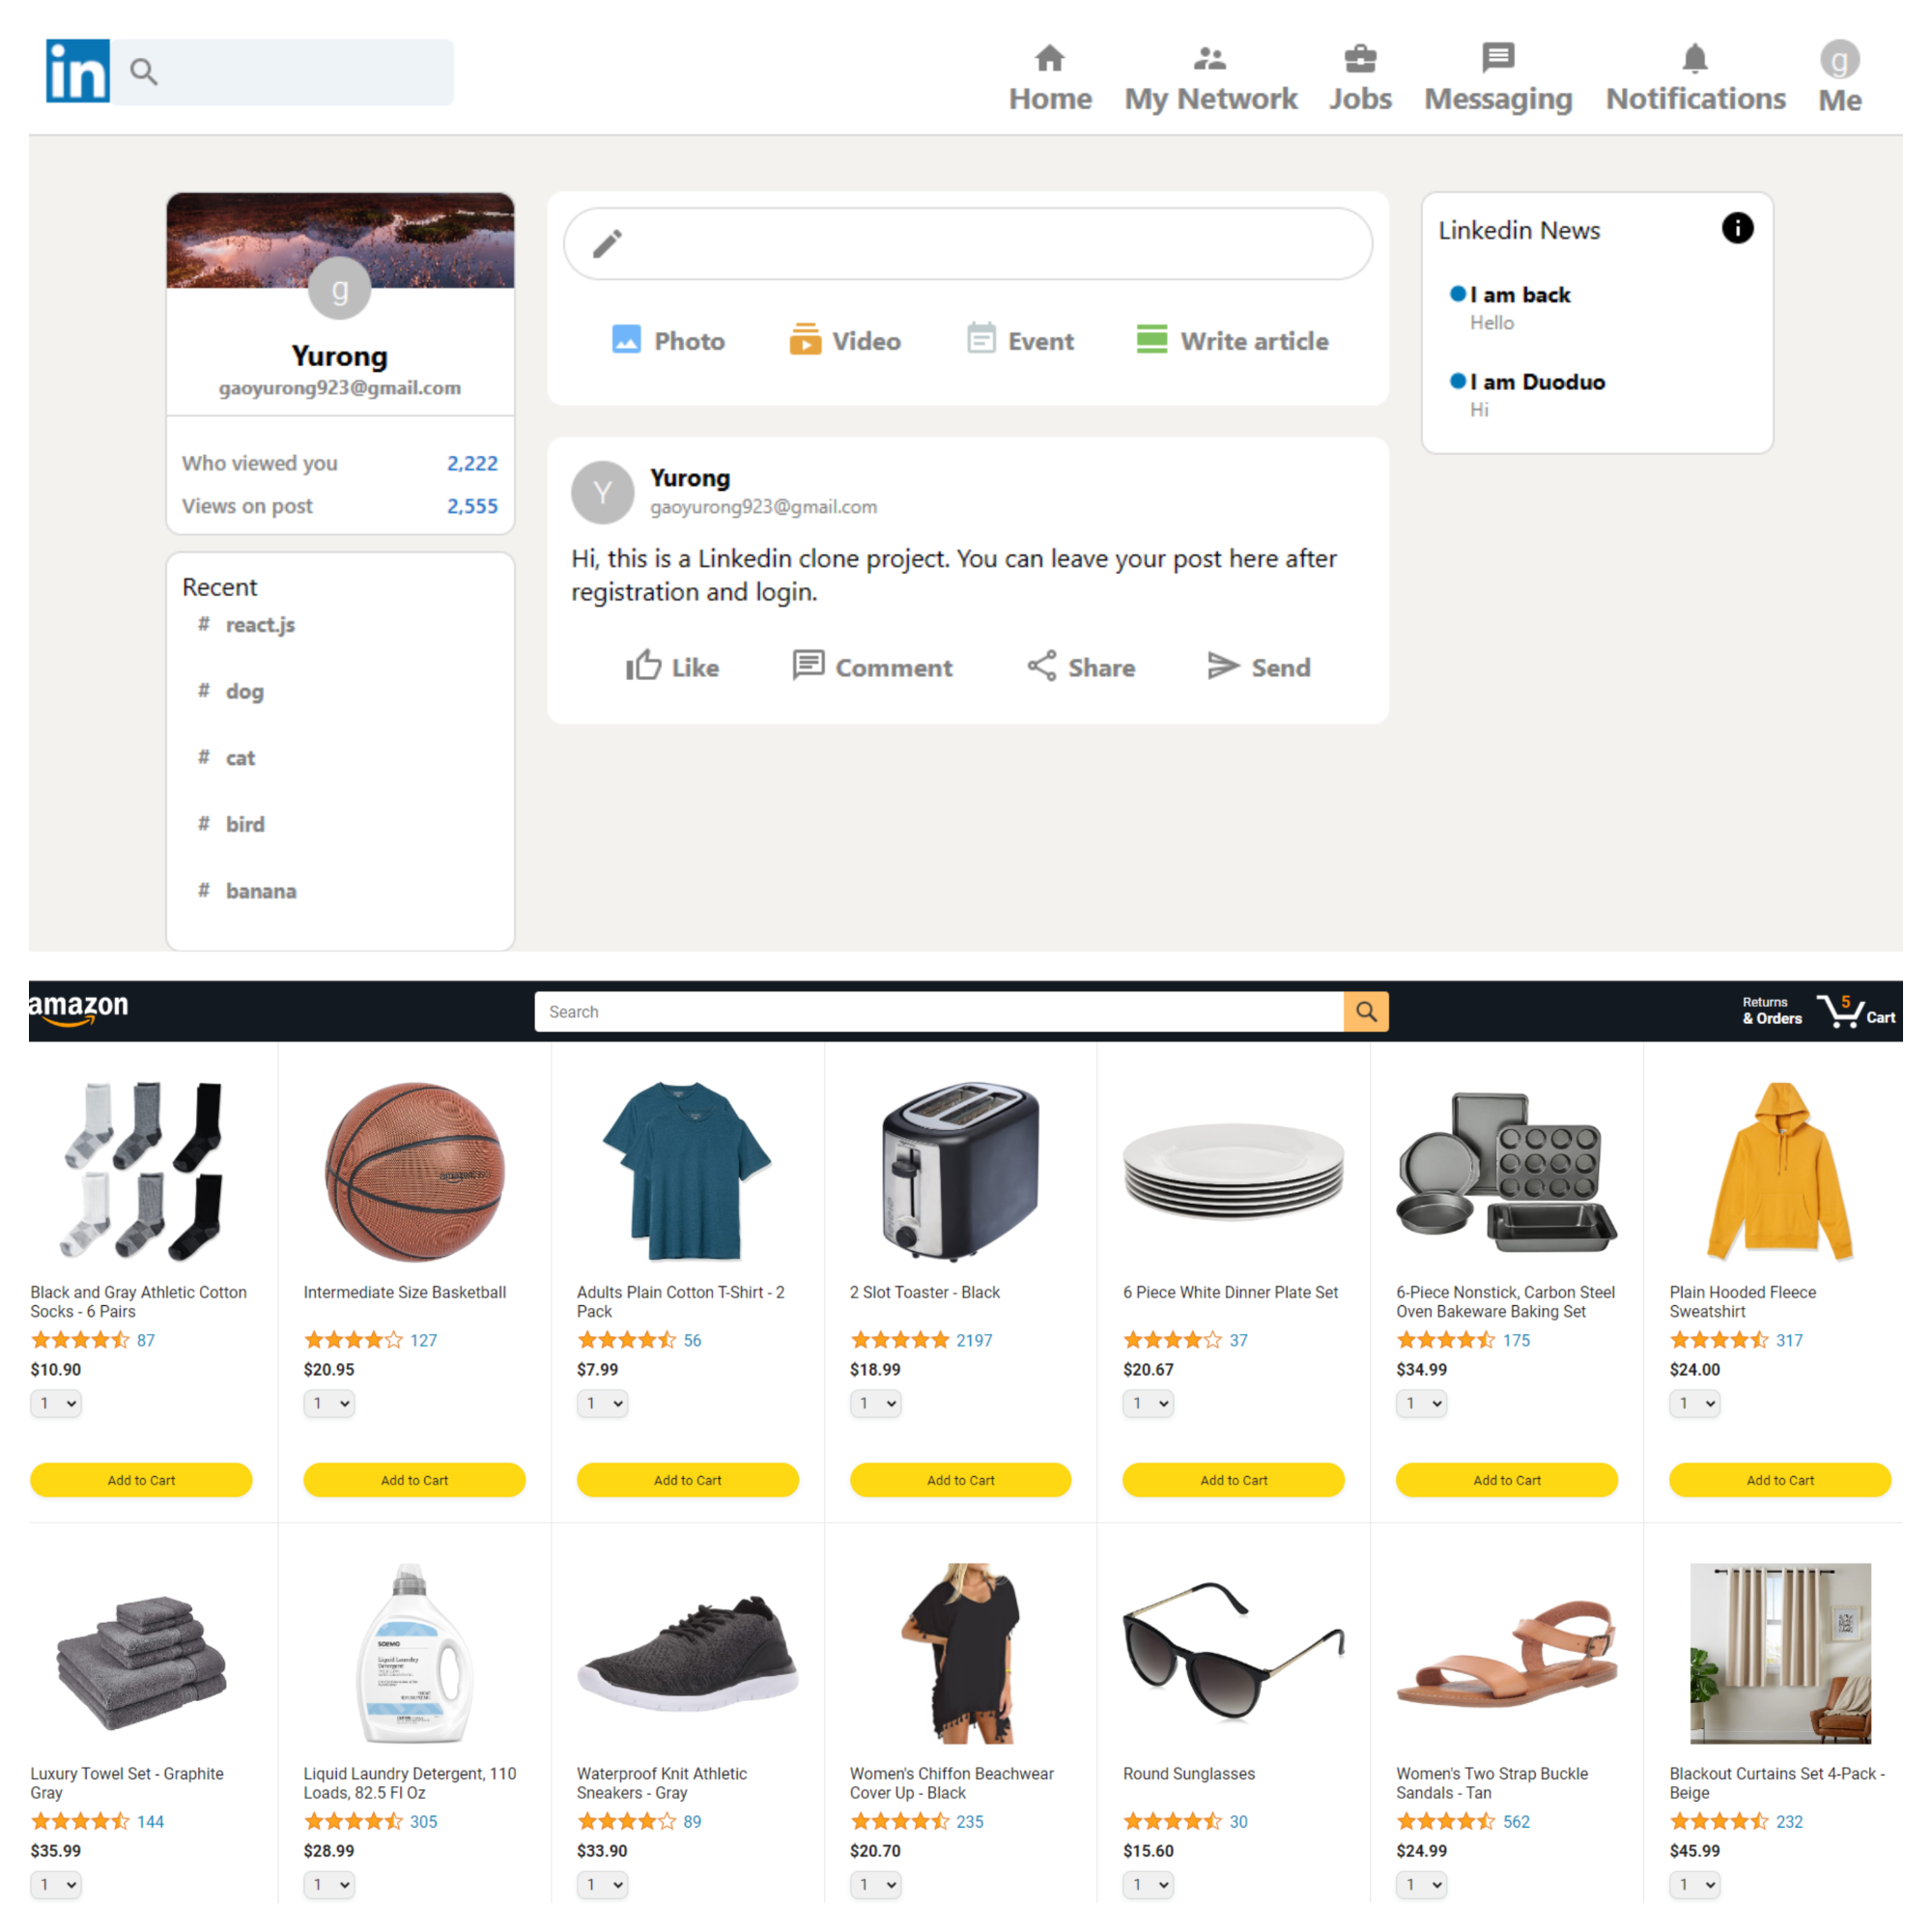 in
Home My Network Jobs Messaging Notifications g Me
g
Yurong
gaoyurong923@gmail.com
Who viewed you 2,222
Views on post 2,555
Recent
# react.js
# dog
# cat
# bird
# banana
Photo Video Event Write article
Y
Yurong
gaoyurong923@gmail.com
Hi, this is a Linkedin clone project. You can leave your post here after
registration and login.
Like Comment Share Send
Linkedin News
I am back
Hello
I am Duoduo
Hi
amazon
Search
Returns
& Orders
5
Cart
Black and Gray Athletic Cotton
Socks - 6 Pairs
87
$10.90
1
Add to Cart
Intermediate Size Basketball
127
$20.95
1
Add to Cart
Adults Plain Cotton T-Shirt - 2
Pack
56
$7.99
1
Add to Cart
2 Slot Toaster - Black
2197
$18.99
1
Add to Cart
6 Piece White Dinner Plate Set
37
$20.67
1
Add to Cart
6-Piece Nonstick, Carbon Steel
Oven Bakeware Baking Set
175
$34.99
1
Add to Cart
Plain Hooded Fleece
Sweatshirt
317
$24.00
1
Add to Cart
Luxury Towel Set - Graphite
Gray
144
$35.99
1
SOLIMO
Liquid Laundry
Detergent
Liquid Laundry Detergent, 110
Loads, 82.5 Fl Oz
305
$28.99
1
Waterproof Knit Athletic
Sneakers - Gray
89
$33.90
1
Women's Chiffon Beachwear
Cover Up - Black
235
$20.70
1
Round Sunglasses
30
$15.60
1
Women's Two Strap Buckle
Sandals - Tan
562
$24.99
1
Blackout Curtains Set 4-Pack -
Beige
232
$45.99
1